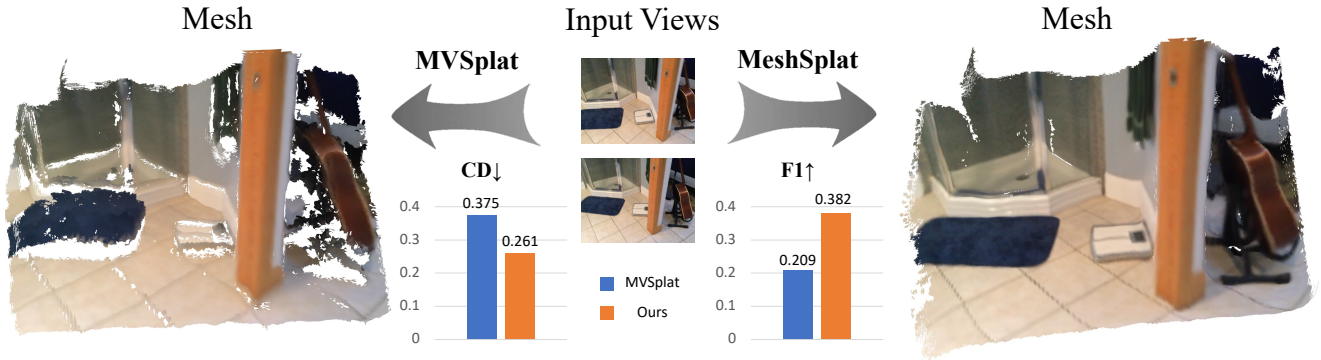 Mesh
Input Views
Mesh
MVSplat
MeshSplat
CD↓
F1↑
0.4
0.3
0.2
0.1
0
0.375
0.261
MVSplat
Ours
0.4
0.3
0.2
0.1
0
0.209
0.382